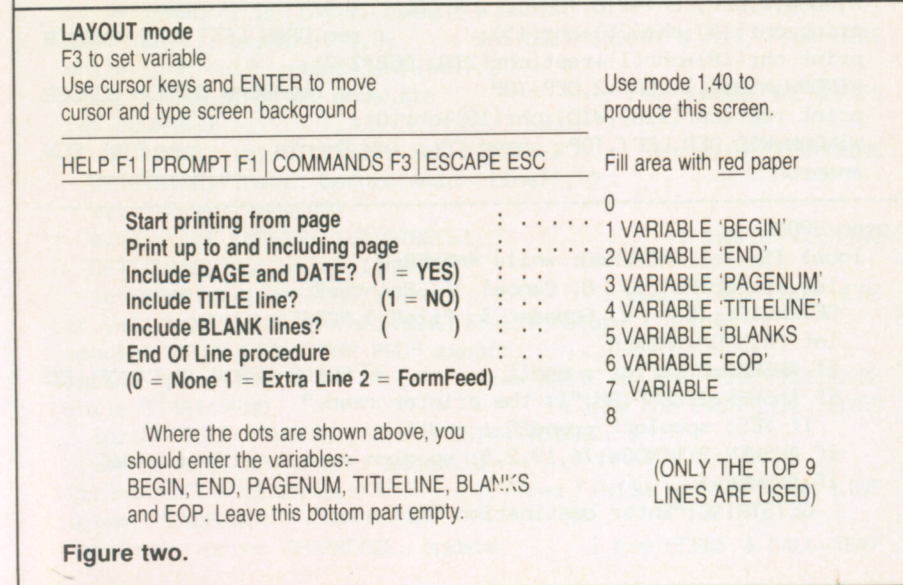 LAYOUT mode
F3 to set variable
Use cursor keys and ENTER to move
cursor and type screen background
Use mode 1,40 to
produce this screen.
HELP F1 | PROMPT F1 | COMMANDS F3 | ESCAPE ESC
Fill area with red paper
0
Start printing from page : . . . . .
1 VARIABLE 'BEGIN'
Print up to and including page : . . . . .
2 VARIABLE 'END'
Include PAGE and DATE? (1 = YES) : .
3 VARIABLE 'PAGENUM'
Include TITLE line? (1 = NO) : .
4 VARIABLE 'TITLELINE'
Include BLANK lines? ( ) : .
5 VARIABLE 'BLANKS
End Of Line procedure : . .
6 VARIABLE 'EOP'
(0 = None 1 = Extra Line 2 = FormFeed)
7 VARIABLE
8
Where the dots are shown above, you
should enter the variables:–
BEGIN, END, PAGENUM, TITLELINE, BLANKS
and EOP. Leave this bottom part empty.
(ONLY THE TOP 9
LINES ARE USED)
Figure two.